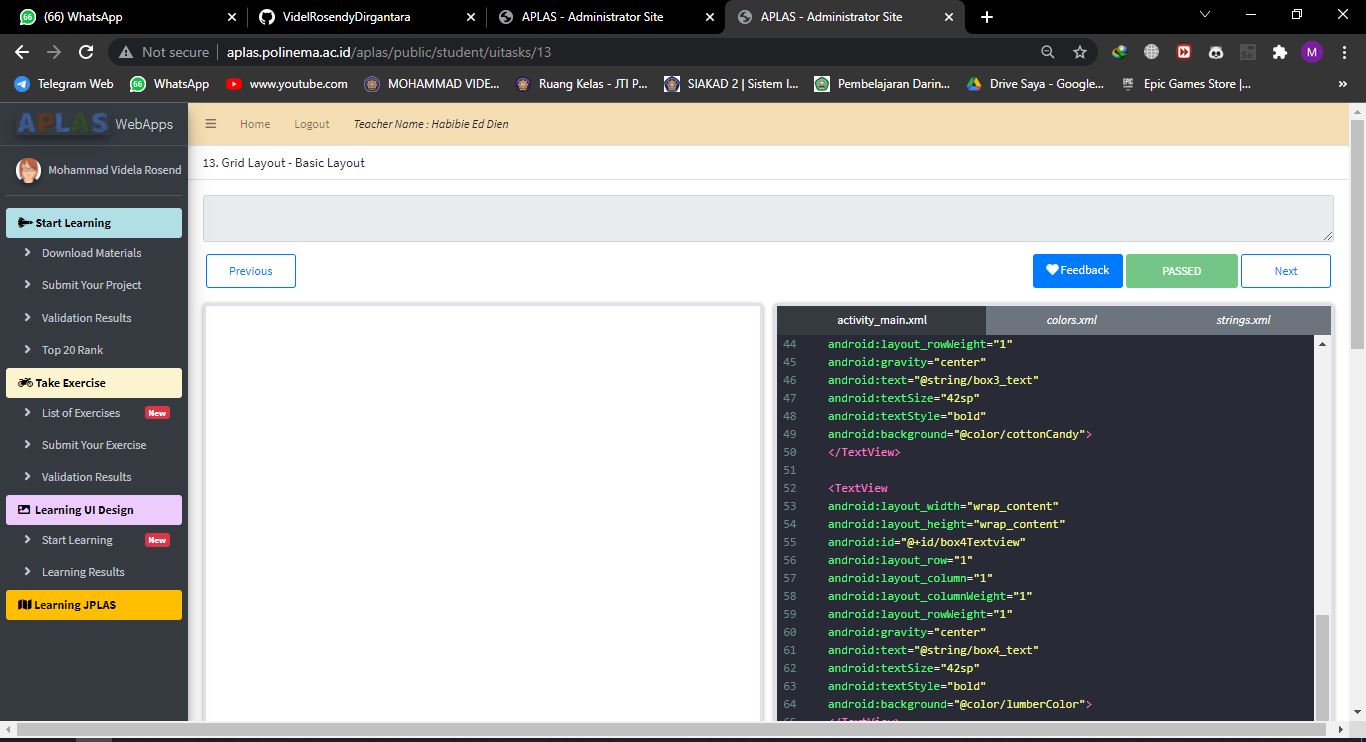 (66) WhatsApp
VidelRosendyDirgantara
APLAS - Administrator Site
APLAS - Administrator Site
Not secure
aplas.polinema.ac.id/aplas/public/student/uitasks/13
M
Telegram Web
WhatsApp
www.youtube.com
MOHAMMAD VIDE...
Ruang Kelas - JTI P...
SIAKAD 2 | Sistem I...
Pembelajaran Darin...
Drive Saya - Google...
Epic Games Store |...
APLAS WebApps
Home
Logout
Teacher Name : Habibie Ed Dien
Mohammad Videla Rosend
Start Learning
Download Materials
Submit Your Project
Validation Results
Top 20 Rank
Take Exercise
List of Exercises New
Submit Your Exercise
Validation Results
Learning UI Design
Start Learning New
Learning Results
Learning JPLAS
13. Grid Layout - Basic Layout
Previous
Feedback
PASSED
Next
activity_main.xml
colors.xml
strings.xml
44 android:layout_rowWeight="1"
45 android:gravity="center"
46 android:text="@string/box3_text"
47 android:textSize="42sp"
48 android:textStyle="bold"
49 android:background="@color/cottonCandy">
50 </TextView>
51
52 <TextView
53 android:layout_width="wrap_content"
54 android:layout_height="wrap_content"
55 android:id="@+id/box4Textview"
56 android:layout_row="1"
57 android:layout_column="1"
58 android:layout_columnWeight="1"
59 android:layout_rowWeight="1"
60 android:gravity="center"
61 android:text="@string/box4_text"
62 android:textSize="42sp"
63 android:textStyle="bold"
64 android:background="@color/lumberColor">
65 </TextView>